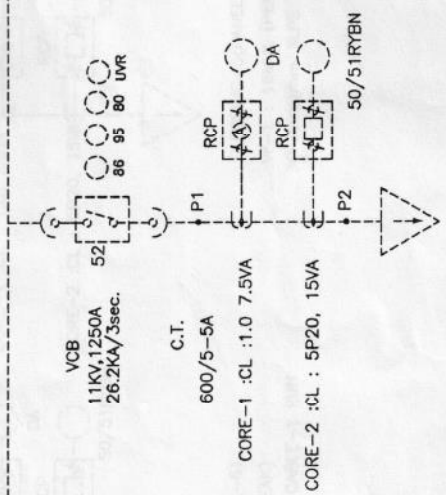 UVR
80
95
86
52
VCB
11KV,1250A
26.2KA/3sec.
P1
C.T.
600/5-5A
RCP
A
DA
CORE-1 :CL :1.0 7.5VA
RCP
50/51RYBN
CORE-2 :CL : 5P20, 15VA
P2